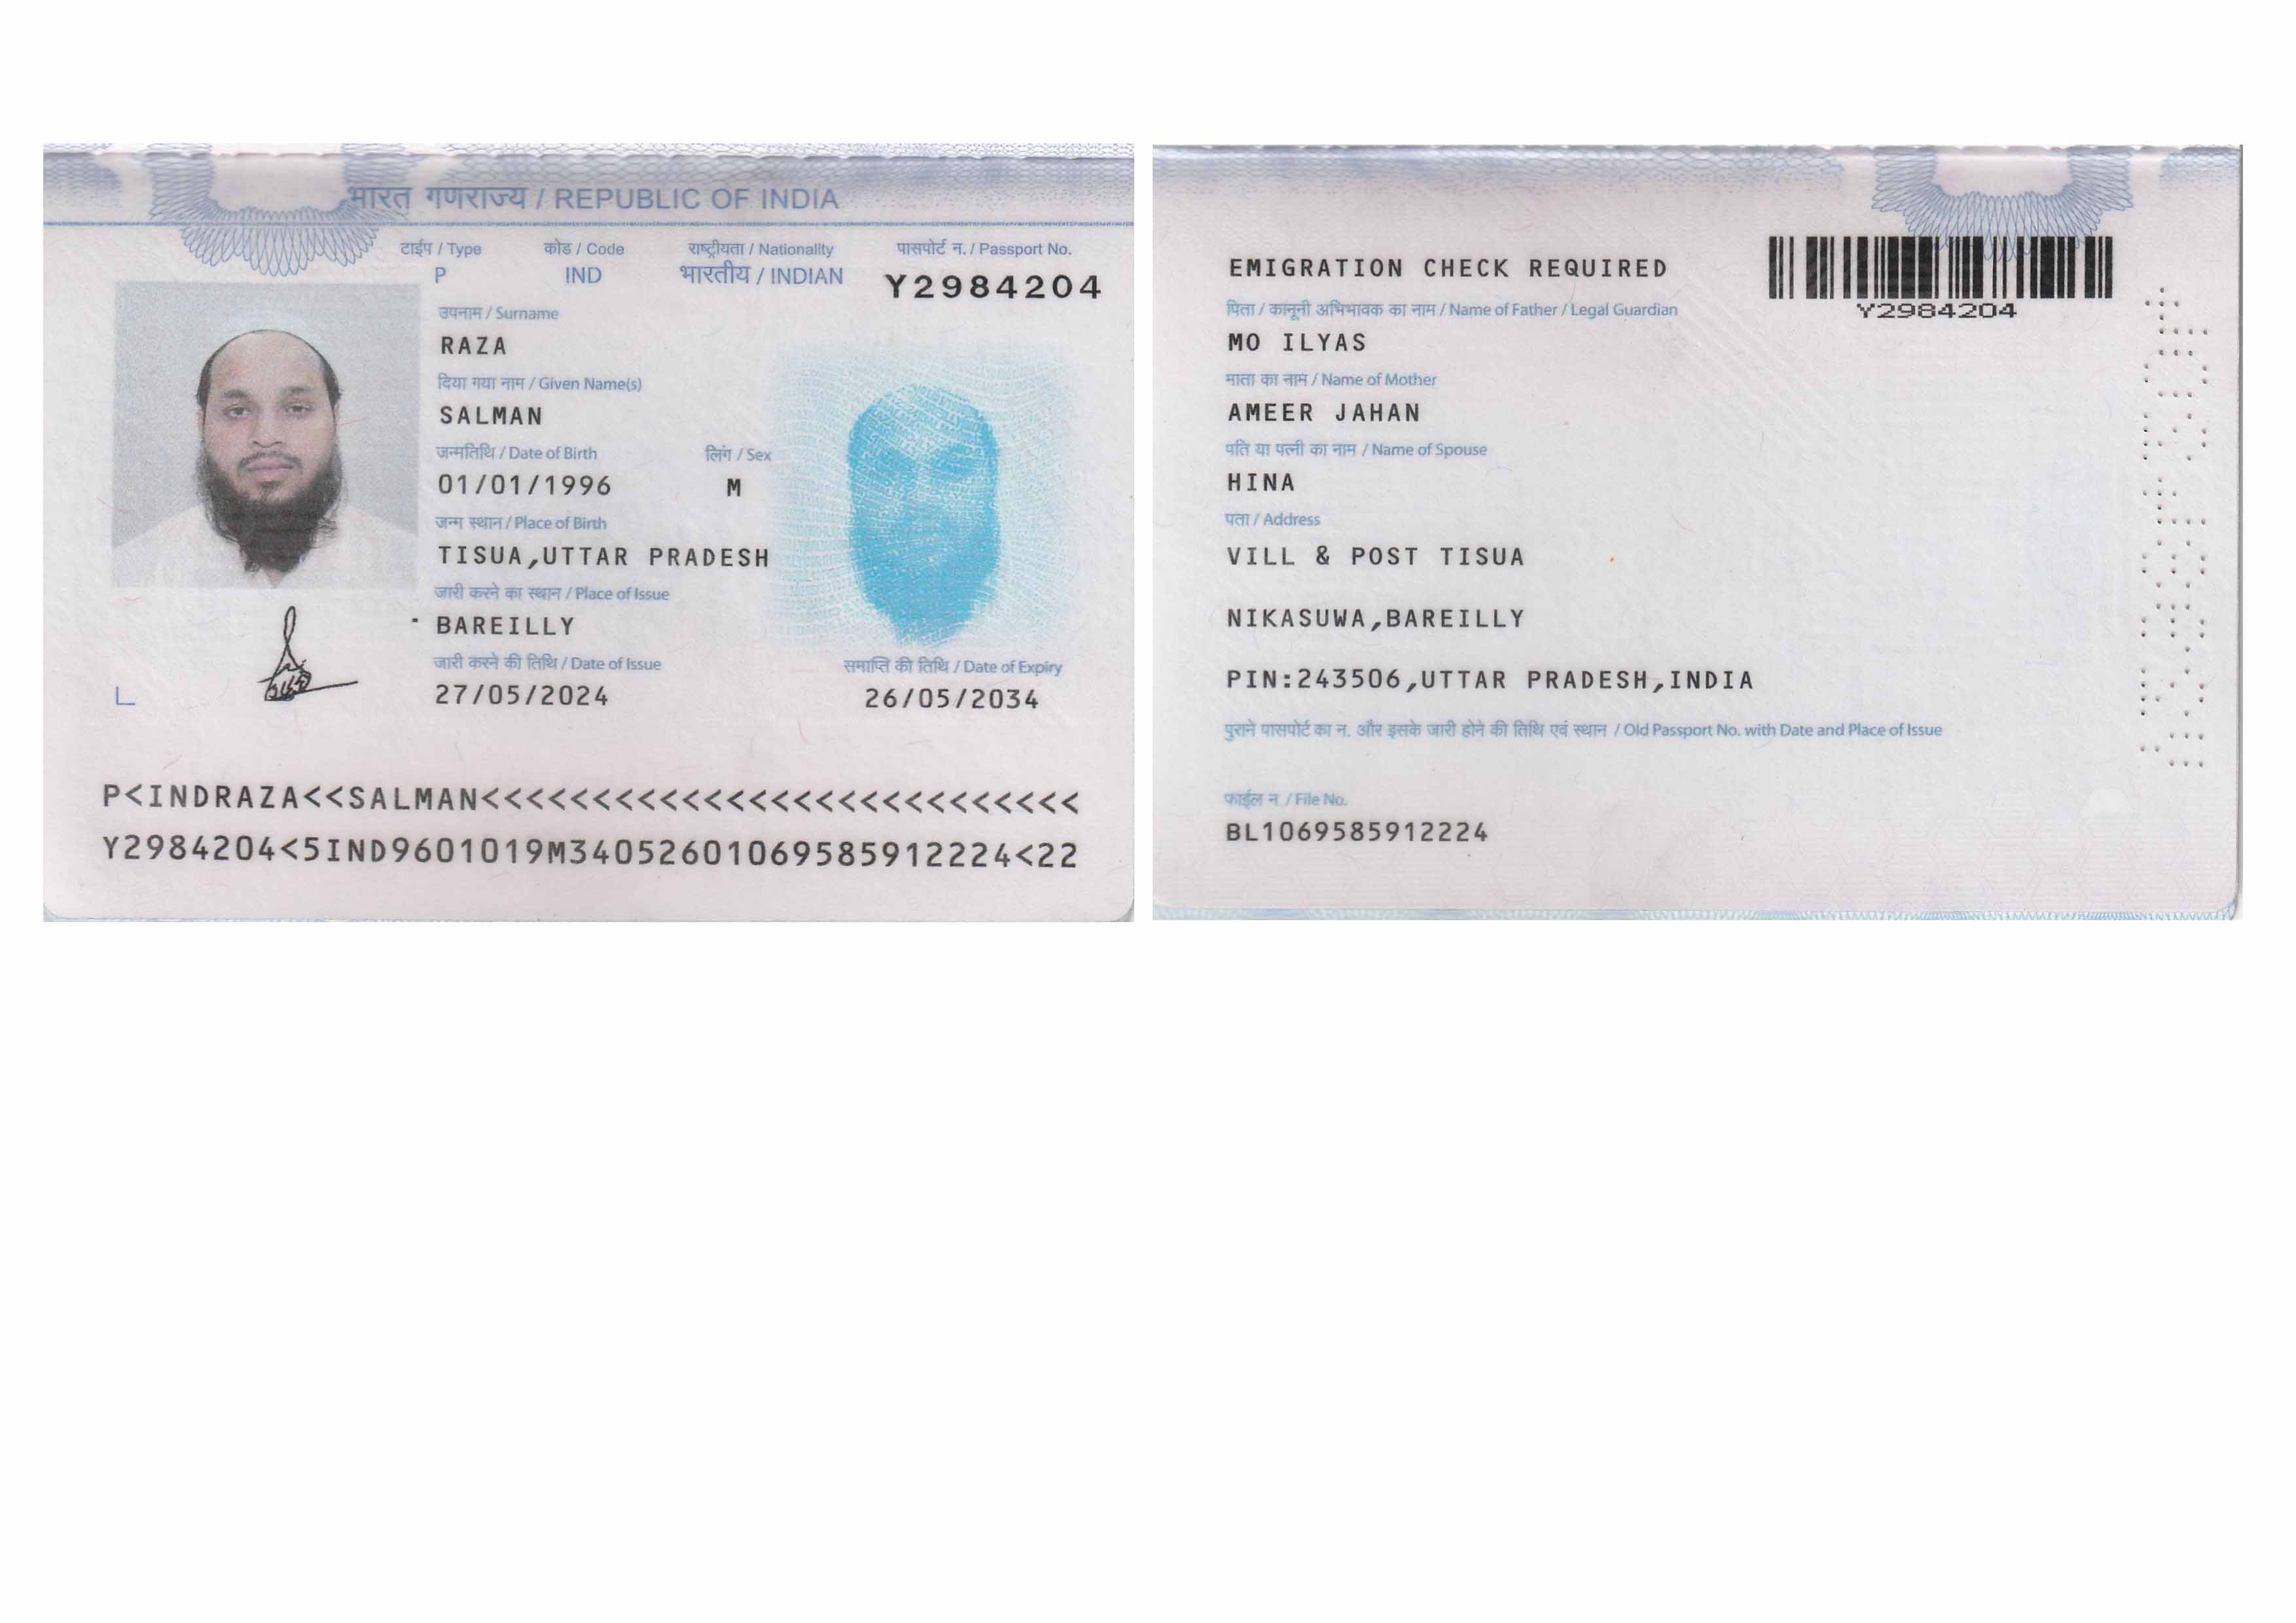 भारत गणराज्य / REPUBLIC OF INDIA
टाईप / Type कोड / Code राष्ट्रीयता / Nationality पासपोर्ट न. / Passport No.
P IND भारतीय / INDIAN Y2984204
उपनाम / Surname
RAZA
दिया गया नाम / Given Name(s)
SALMAN
जन्मतिथि / Date of Birth लिंग / Sex
01/01/1996 M
जन्म स्थान / Place of Birth
TISUA,UTTAR PRADESH
जारी करने का स्थान / Place of Issue
BAREILLY
जारी करने की तिथि / Date of Issue समाप्ति की तिथि / Date of Expiry
27/05/2024 26/05/2034
P<INDRAZA<<SALMAN<<<<<<<<<<<<<<<<<<<<<<<<<<<
Y2984204<5IND9601019M3405260106958591222​4<22
EMIGRATION CHECK REQUIRED
Y2984204
पिता / कानूनी अभिभावक का नाम / Name of Father / Legal Guardian
MO ILYAS
माता का नाम / Name of Mother
AMEER JAHAN
पति या पत्नी का नाम / Name of Spouse
HINA
पता / Address
VILL & POST TISUA
NIKASUWA,BAREILLY
PIN:243506,UTTAR PRADESH,INDIA
पुराने पासपोर्ट का न. और इसके जारी होने की तिथि एवं स्थान / Old Passport No. with Date and Place of Issue
फाईल न / File No.
BL1069585912224